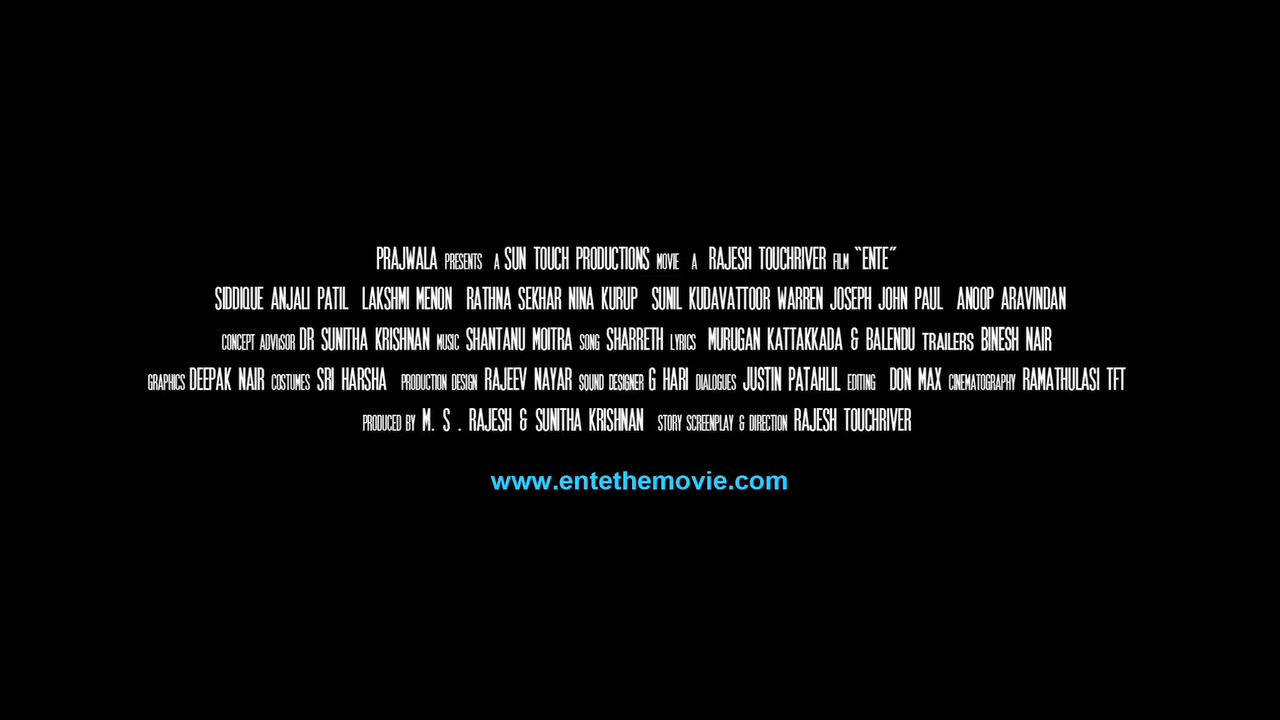 PRAJWALA PRESENTS A SUN TOUCH PRODUCTIONS MOVIE A RAJESH TOUCHRIVER FILM “ENTE”
SIDDIQUE ANJALI PATIL LAKSHMI MENON RATHNA SEKHAR NINA KURUP SUNIL KUDAVATTOOR WARREN JOSEPH JOHN PAUL ANOOP ARAVINDAN
CONCEPT ADVISOR DR SUNITHA KRISHNAN MUSIC SHANTANU MOITRA SONG SHARRETH LYRICS MURUGAN KATTAKKADA & BALENDU TRAILERS BINESH NAIR
GRAPHICS DEEPAK NAIR COSTUMES SRI HARSHA PRODUCTION DESIGN RAJEEV NAYAR SOUND DESIGNER G HARI DIALOGUES JUSTIN PATAHLIL EDITING DON MAX CINEMATOGRAPHY RAMATHULASI TFT
PRODUCED BY M. S . RAJESH & SUNITHA KRISHNAN STORY SCREENPLAY & DIRECTION RAJESH TOUCHRIVER
www.entethemovie.com